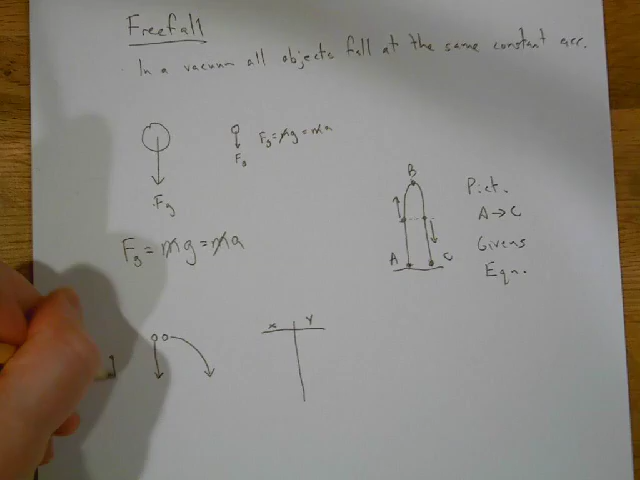 Freefall
In a vacuum all objects fall at the same constant acc.
Fg = mg = ma
Fg
Fg
Fg = mg = ma
B
A C
Pict.
A → C
Givens
Eqn.
x y